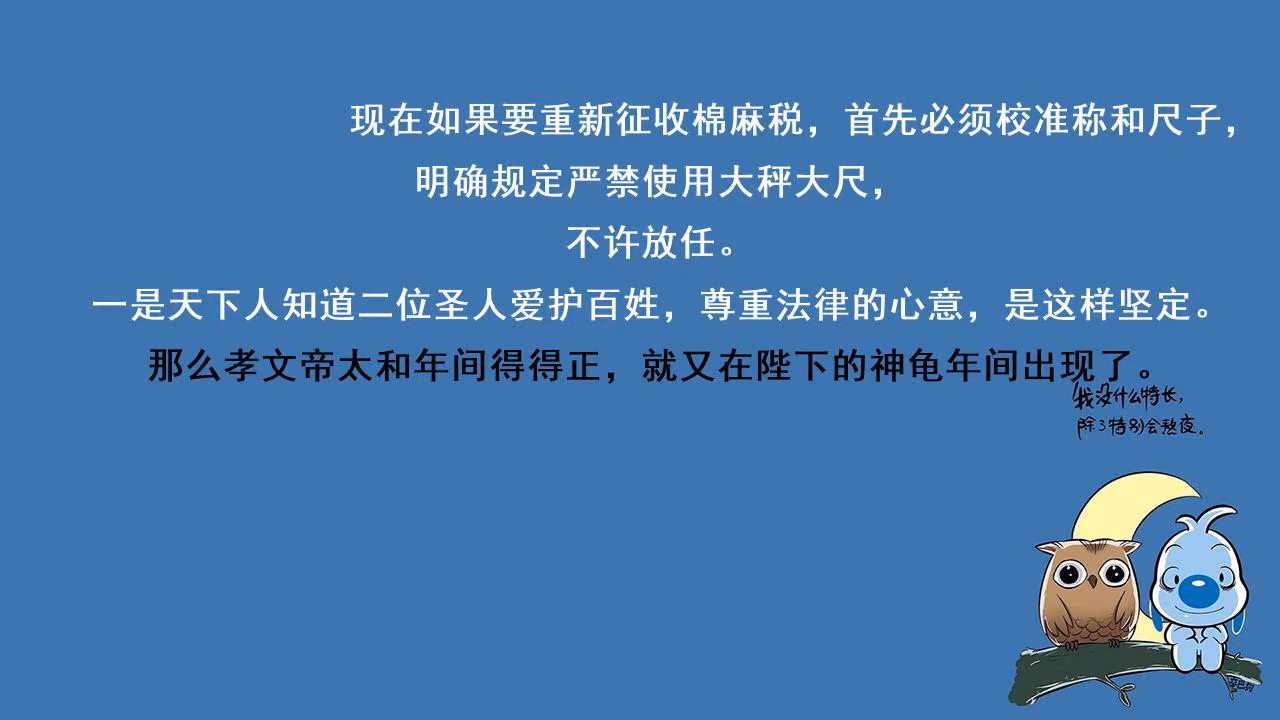 现在如果要重新征收棉麻税，首先必须校准称和尺子，
明确规定严禁使用大秤大尺，
不许放任。
一是天下人知道二位圣人爱护百姓，尊重法律的心意，是这样坚定。
那么孝文帝太和年间得得正，就又在陛下的神龟年间出现了。
我没什么特长，
除了特别会熬夜。